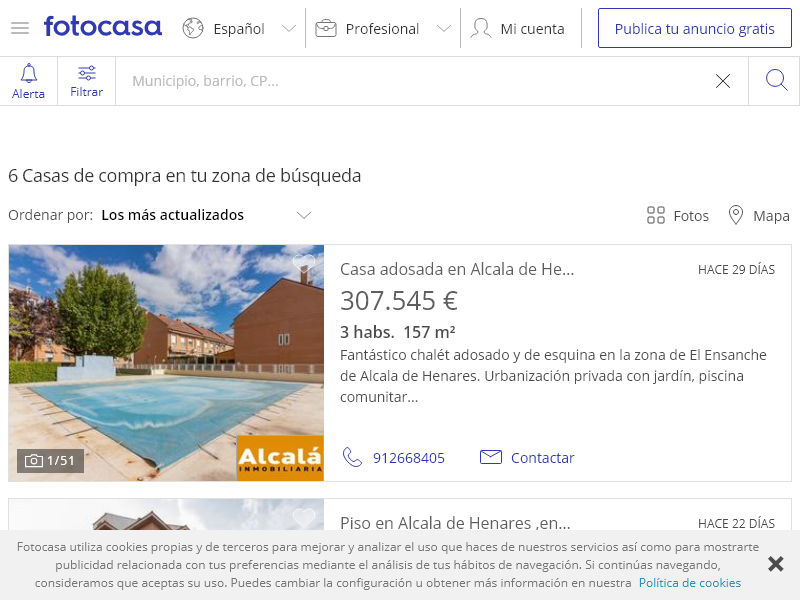 fotocasa
Español
Profesional
Mi cuenta
Publica tu anuncio gratis
Alerta
Filtrar
Municipio, barrio, CP...
6 Casas de compra en tu zona de búsqueda
Ordenar por: Los más actualizados
Fotos
Mapa
Casa adosada en Alcala de He...
HACE 29 DÍAS
307.545 €
3 habs. 157 m²
Fantástico chalét adosado y de esquina en la zona de El Ensanche
de Alcala de Henares. Urbanización privada con jardín, piscina
comunitar...
1/51
Alcalá
INMOBILIARIA
912668405
Contactar
Piso en Alcala de Henares ,en...
HACE 22 DÍAS
Fotocasa utiliza cookies propias y de terceros para mejorar y analizar el uso que haces de nuestros servicios así como para mostrarte
publicidad relacionada con tus preferencias mediante el análisis de tus hábitos de navegación. Si continúas navegando,
consideramos que aceptas su uso. Puedes cambiar la configuración u obtener más información en nuestra Política de cookies